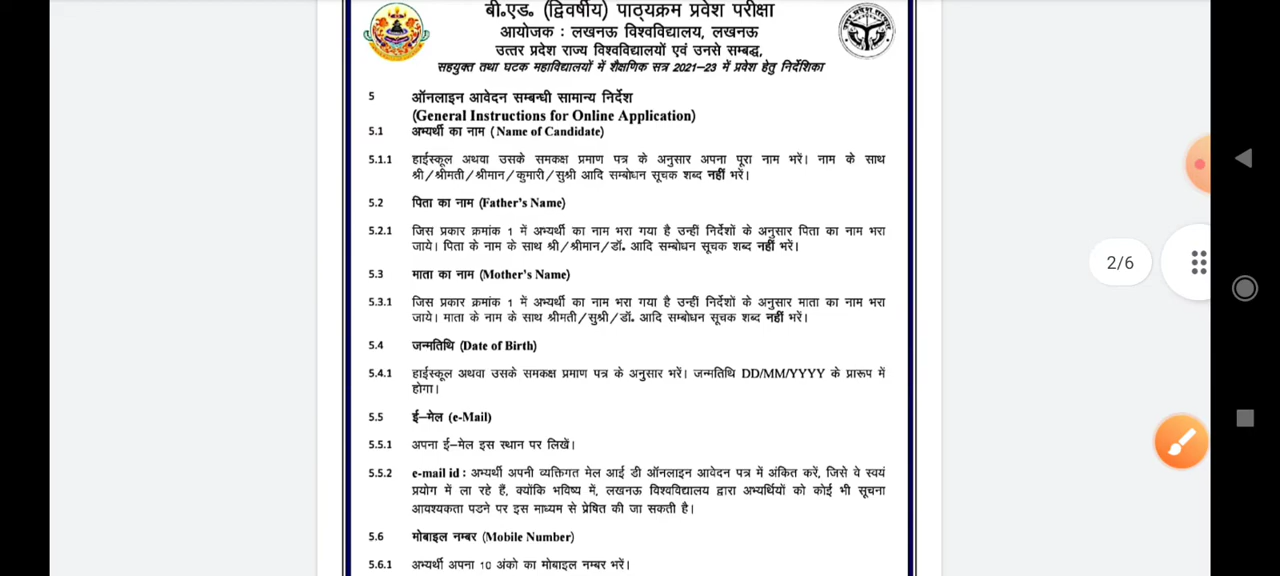 बी०एड० (द्विवर्षीय) पाठ्यक्रम प्रवेश परीक्षा
आयोजक : लखनऊ विश्वविद्यालय, लखनऊ
उत्तर प्रदेश राज्य विश्वविद्यालयों एवं उनसे सम्बद्ध,
सहयुक्त तथा घटक महाविद्यालयों में शैक्षणिक सत्र 2021–23 में प्रवेश हेतु निर्देशिका
5 ऑनलाइन आवेदन सम्बन्धी सामान्य निर्देश
(General Instructions for Online Application)
5.1 अभ्यर्थी का नाम ( Name of Candidate)
5.1.1 हाईस्कूल अथवा उसके समकक्ष प्रमाण पत्र के अनुसार अपना पूरा नाम भरें। नाम के साथ
श्री/श्रीमती/श्रीमान/कुमारी/सुश्री आदि सम्बोधन सूचक शब्द नहीं भरें।
5.2 पिता का नाम (Father's Name)
5.2.1 जिस प्रकार क्रमांक 1 में अभ्यर्थी का नाम भरा गया है उन्हीं निर्देशों के अनुसार पिता का नाम भरा
जाये। पिता के नाम के साथ श्री/श्रीमान/डॉ. आदि सम्बोधन सूचक शब्द नहीं भरें।
5.3 माता का नाम (Mother's Name)
5.3.1 जिस प्रकार क्रमांक 1 में अभ्यर्थी का नाम भरा गया है उन्हीं निर्देशों के अनुसार माता का नाम भरा
जाये। माता के नाम के साथ श्रीमती/सुश्री/डॉ. आदि सम्बोधन सूचक शब्द नहीं भरें।
5.4 जन्मतिथि (Date of Birth)
5.4.1 हाईस्कूल अथवा उसके समकक्ष प्रमाण पत्र के अनुसार भरें। जन्मतिथि DD/MM/YYYY के प्रारूप में
होगा।
5.5 ई–मेल (e-Mail)
5.5.1 अपना ई–मेल इस स्थान पर लिखें।
5.5.2 e-mail id : अभ्यर्थी अपनी व्यक्तिगत मेल आई डी ऑनलाइन आवेदन पत्र में अंकित करें, जिसे वे स्वयं
प्रयोग में ला रहे हैं, क्योंकि भविष्य में, लखनऊ विश्वविद्यालय द्वारा अभ्यर्थियों को कोई भी सूचना
आवश्यकता पडने पर इस माध्यम से प्रेषित की जा सकती है।
5.6 मोबाइल नम्बर (Mobile Number)
5.6.1 अभ्यर्थी अपना 10 अंको का मोबाइल नम्बर भरें।
2/6